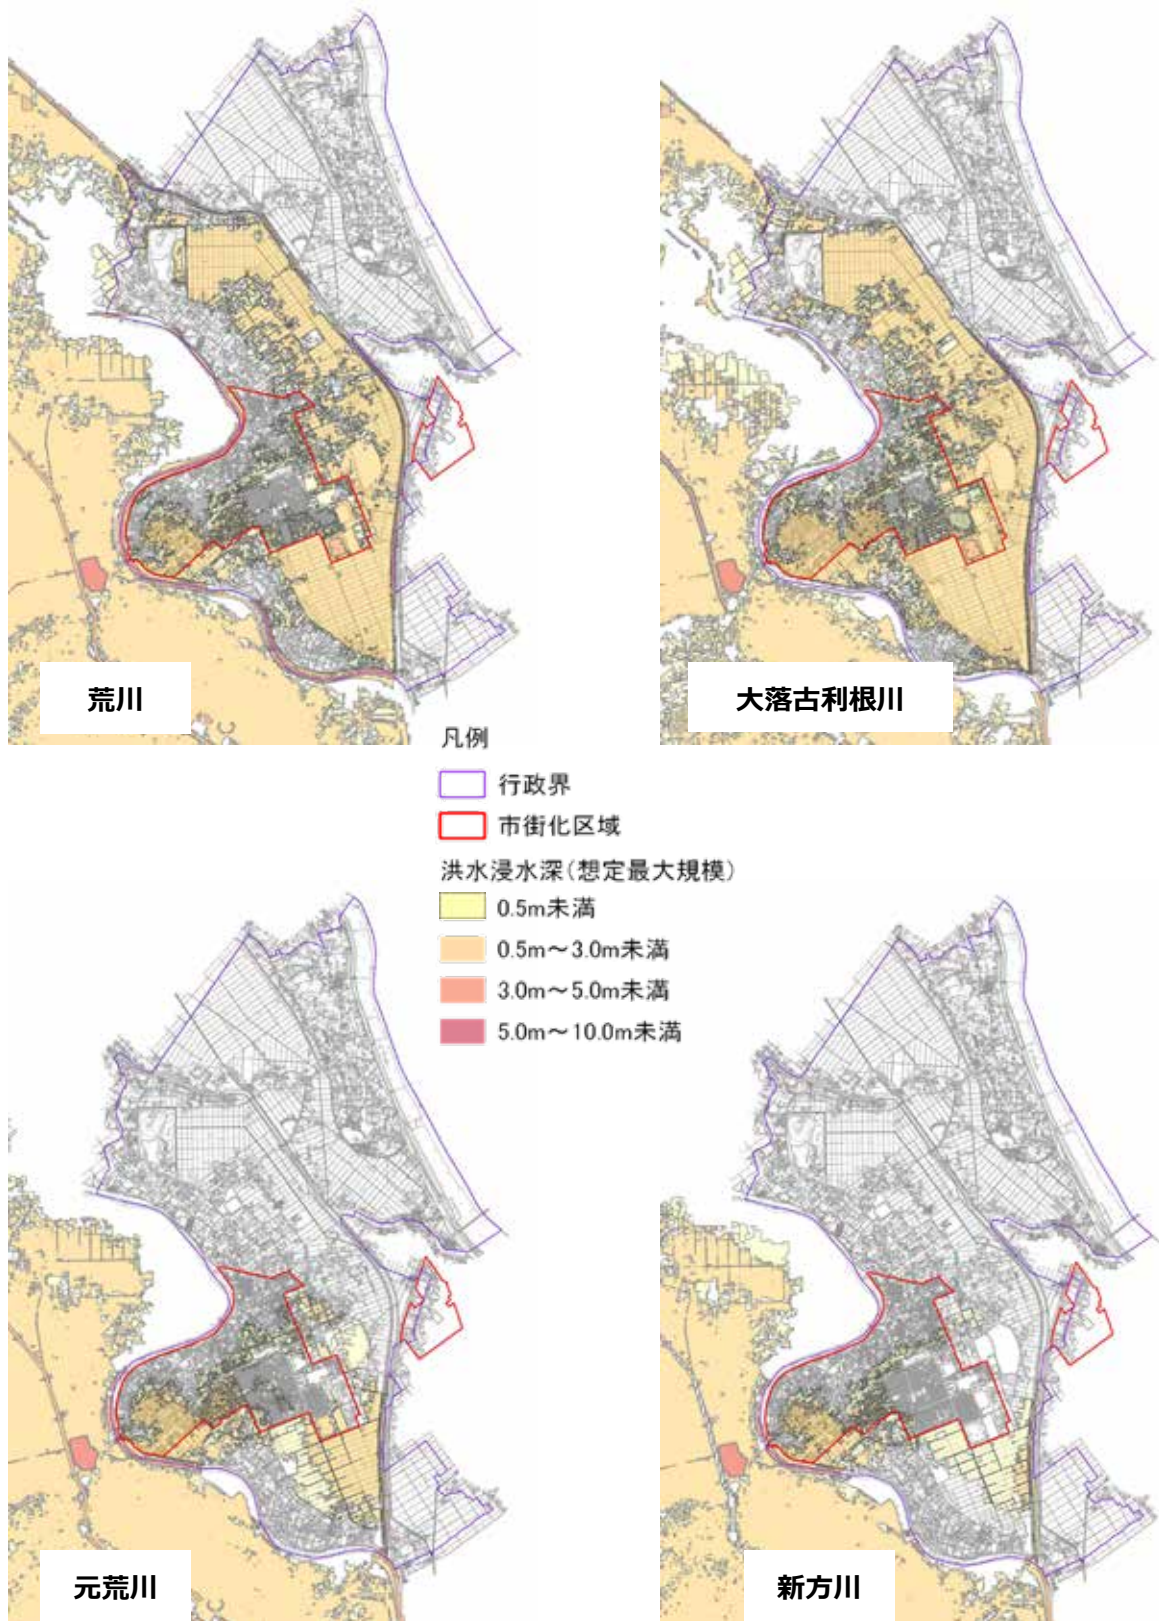 荒川
大落古利根川
凡例
行政界
市街化区域
洪水浸水深(想定最大規模)
0.5m未満
0.5m～3.0m未満
3.0m～5.0m未満
5.0m～10.0m未満
元荒川
新方川